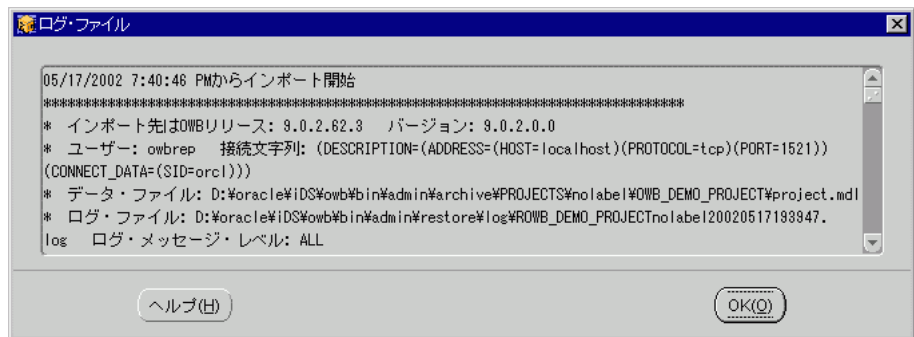 ログ・ファイル
05/17/2002 7:40:46 PMからインポート開始
********************************************************************************
* インポート先はOWBリリース: 9.0.2.62.3 バージョン: 9.0.2.0.0
* ユーザー: owbrep 接続文字列: (DESCRIPTION=(ADDRESS=(HOST=localhost)(PROTOCOL=tcp)(PORT=1521))
(CONNECT_DATA=(SID=orcl)))
* データ・ファイル: D:¥oracle¥iDS¥owb¥bin¥admin¥archive¥PROJECTS¥nolabel¥OWB_DEMO_PROJECT¥project.mdl
* ログ・ファイル: D:¥oracle¥iDS¥owb¥bin¥admin¥restore¥log¥ROWB_DEMO_PROJECTnolabel20020517193947.
log ログ・メッセージ・レベル: ALL
ヘルプ(H) OK(O)